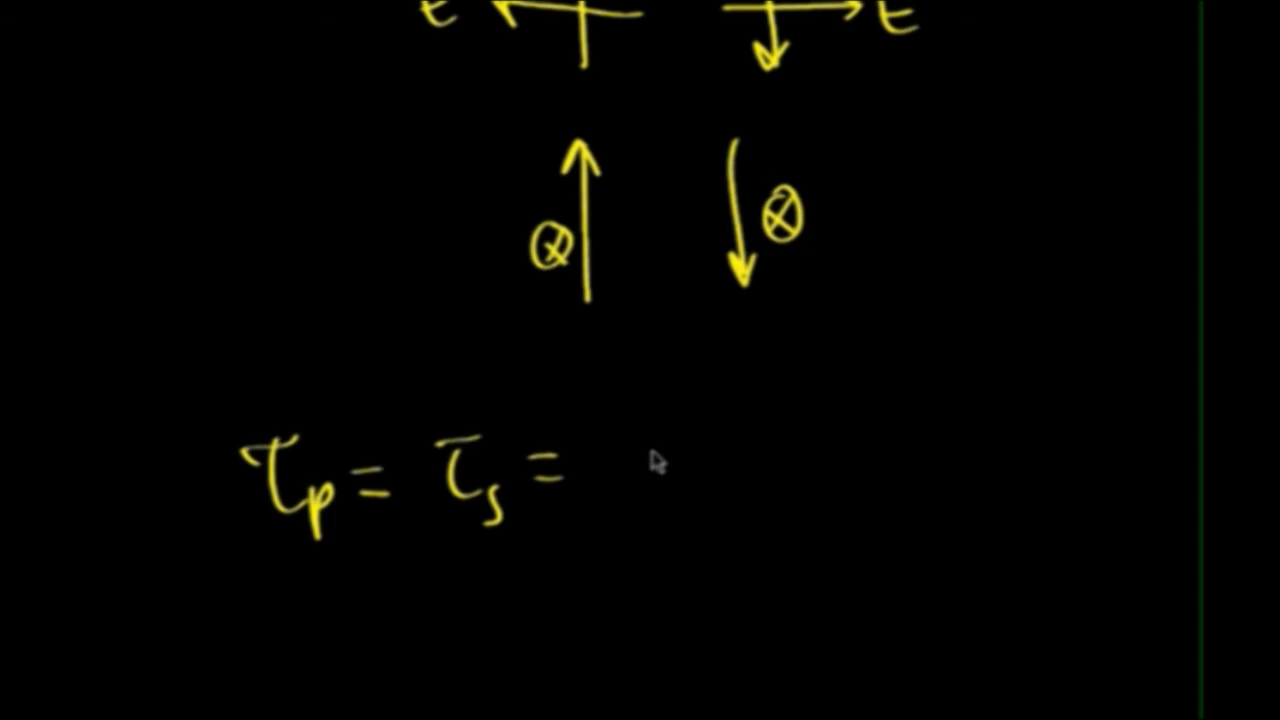 t t
⊗ ⊗
τp = τs =